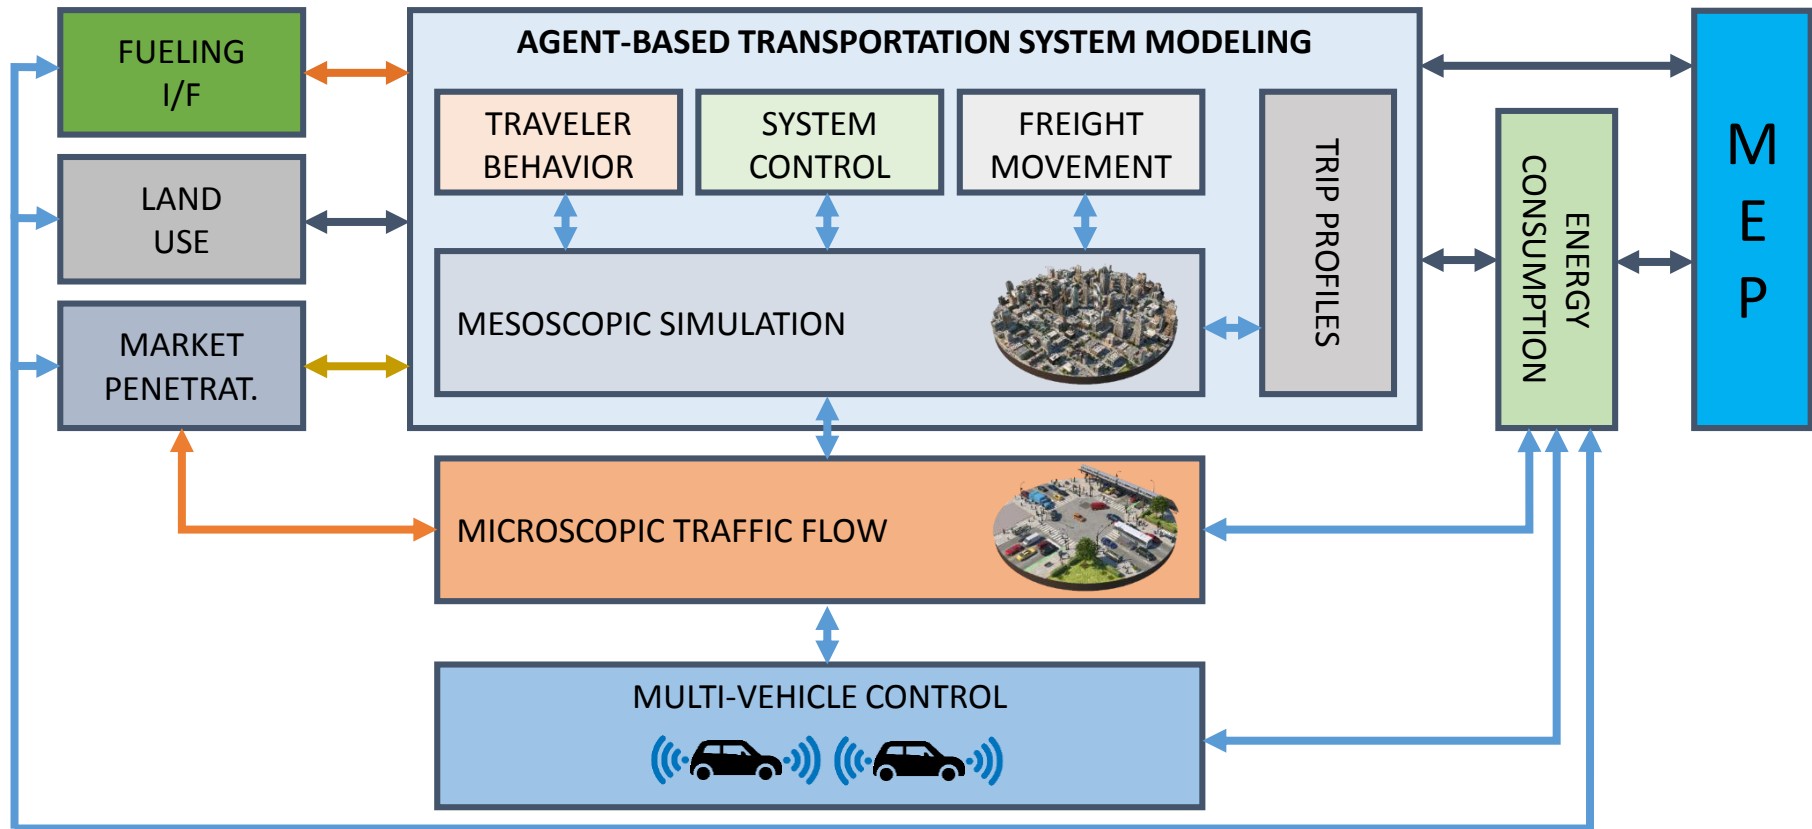 FUELING
I/F
LAND
USE
MARKET
PENETRAT.
AGENT-BASED TRANSPORTATION SYSTEM MODELING
TRAVELER
BEHAVIOR
SYSTEM
CONTROL
FREIGHT
MOVEMENT
TRIP PROFILES
MESOSCOPIC SIMULATION
MICROSCOPIC TRAFFIC FLOW
MULTI-VEHICLE CONTROL
ENERGY
CONSUMPTION
M
E
P